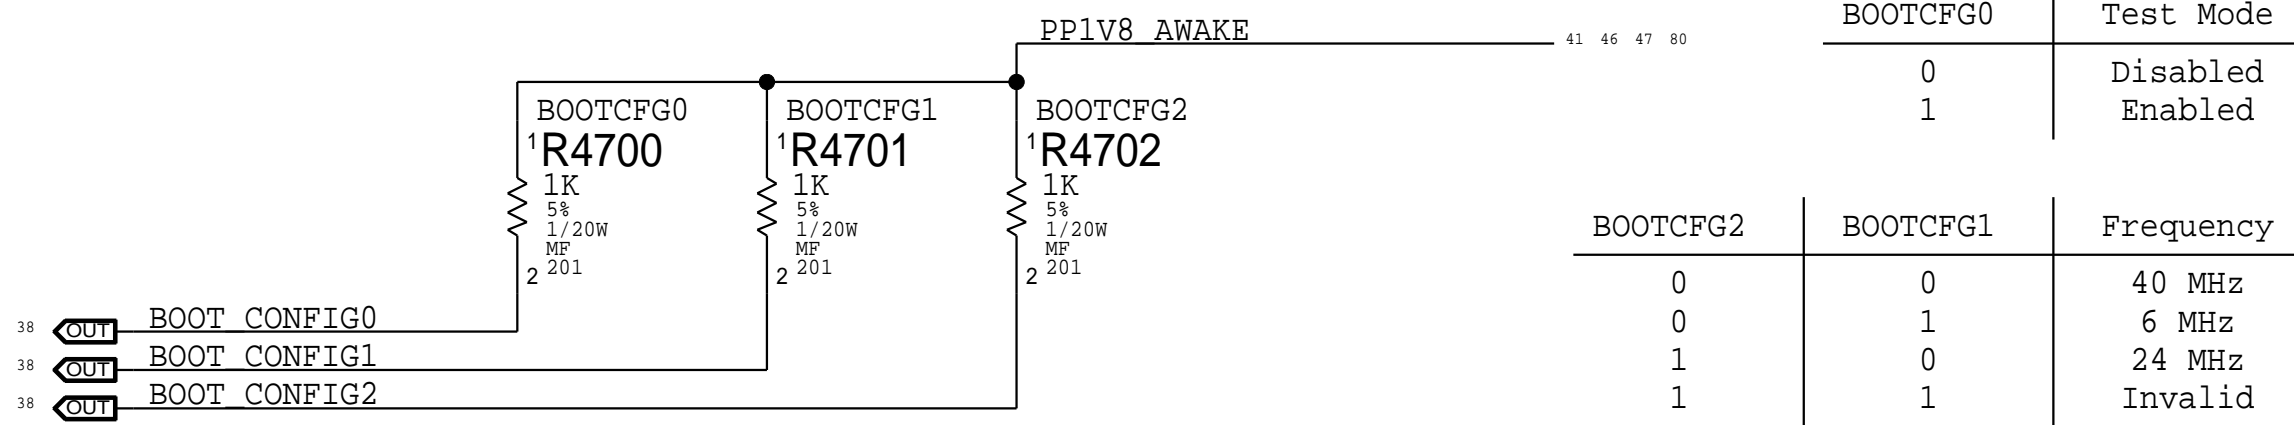 PP1V8_AWAKE 41 46 47 80
BOOTCFG0 Test Mode
0 Disabled
1 Enabled
BOOTCFG0 BOOTCFG1 BOOTCFG2
1 R4700 1 R4701 1 R4702
1K 1K 1K
5% 5% 5%
1/20W 1/20W 1/20W
MF MF MF
2 201 2 201 2 201
BOOTCFG2 BOOTCFG1 Frequency
0 0 40 MHz
0 1 6 MHz
1 0 24 MHz
1 1 Invalid
38 OUT BOOT_CONFIG0
38 OUT BOOT_CONFIG1
38 OUT BOOT_CONFIG2